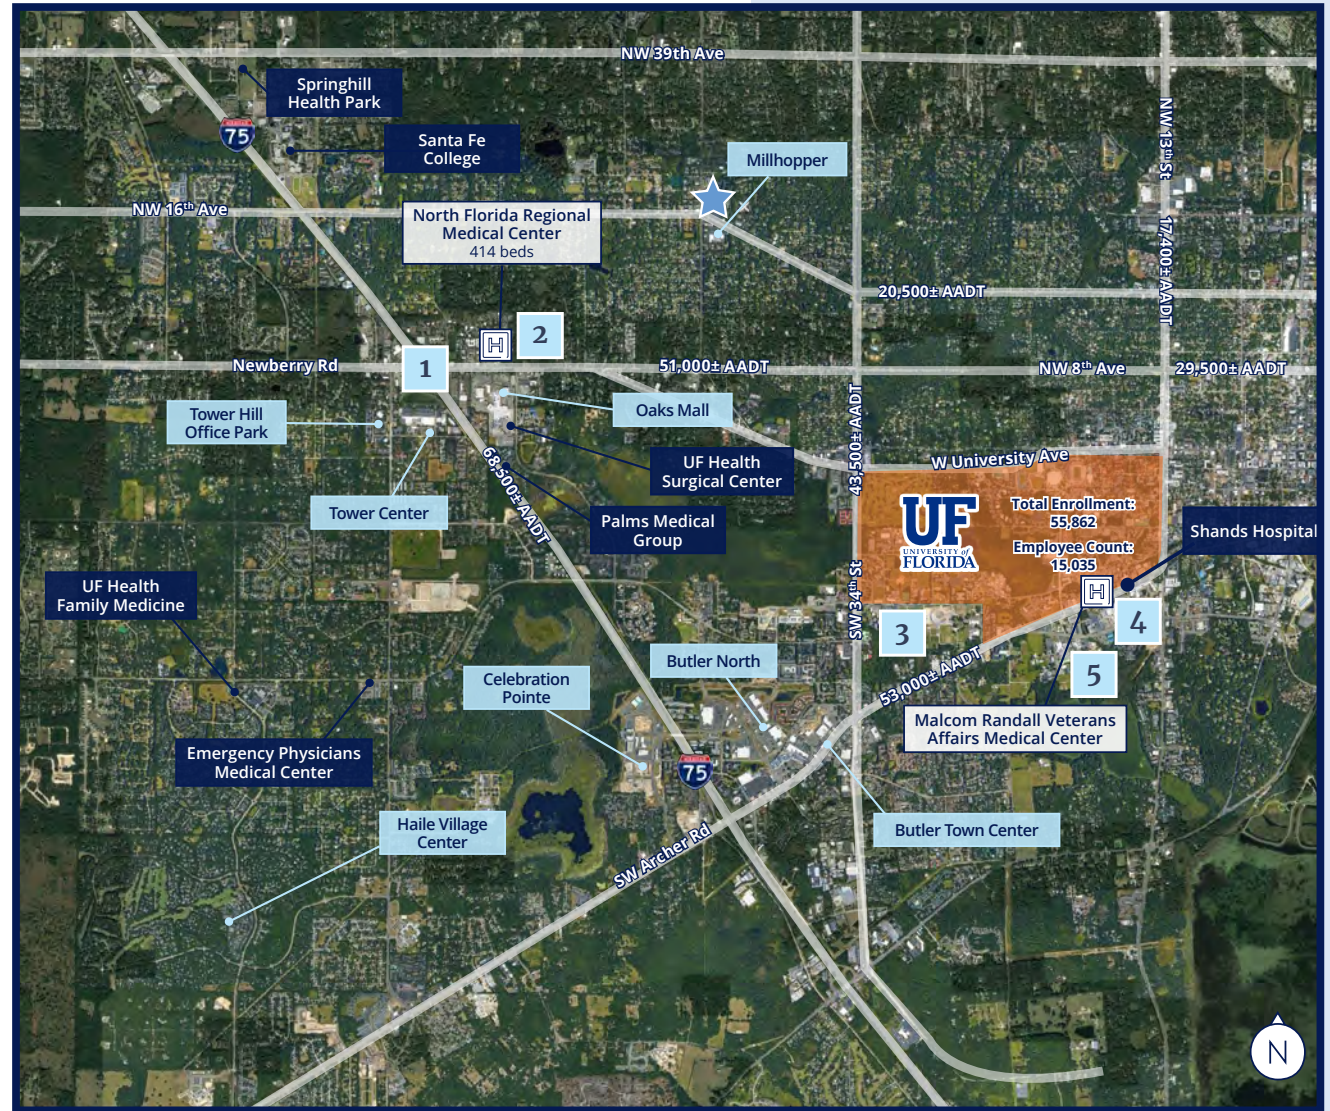 NW 39th Ave
Springhill
Health Park
75
NW 13th St
Santa Fe
College
Millhopper
NW 16th Ave
North Florida Regional
Medical Center
414 beds
17,400± AADT
20,500± AADT
H
2
1
Newberry Rd
51,000± AADT
NW 8th Ave
29,500± AADT
Tower Hill
Office Park
Oaks Mall
43,500± AADT
UF Health
Surgical Center
W University Ave
68,500± AADT
Tower Center
Palms Medical
Group
UF
UNIVERSITY of
FLORIDA
Total Enrollment:
55,862
Employee Count:
15,035
Shands Hospital
UF Health
Family Medicine
SW 34th St
H
3
4
5
Butler North
Celebration
Pointe
53,000± AADT
Malcom Randall Veterans
Affairs Medical Center
Emergency Physicians
Medical Center
75
Haile Village
Center
SW Archer Rd
Butler Town Center
N